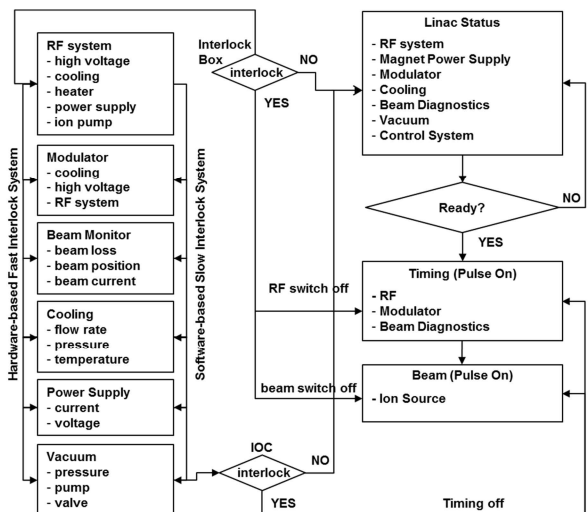 Hardware-based Fast Interlock System
RF system
- high voltage
- cooling
- heater
- power supply
- ion pump
Modulator
- cooling
- high voltage
- RF system
Beam Monitor
- beam loss
- beam position
- beam current
Cooling
- flow rate
- pressure
- temperature
Power Supply
- current
- voltage
Vacuum
- pressure
- pump
- valve
Software-based Slow Interlock System
Interlock
Box
interlock
NO
YES
RF switch off
beam switch off
IOC
interlock
NO
YES
Linac Status
- RF system
- Magnet Power Supply
- Modulator
- Cooling
- Beam Diagnostics
- Vacuum
- Control System
Ready?
NO
YES
Timing (Pulse On)
- RF
- Modulator
- Beam Diagnostics
Beam (Pulse On)
- Ion Source
Timing off